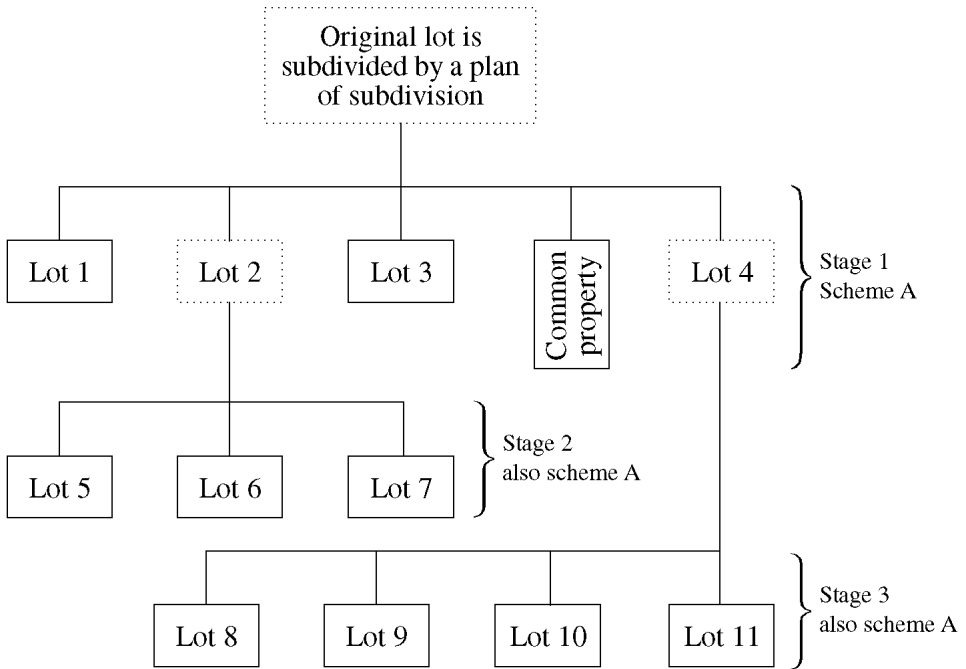 Original lot is
subdivided by a plan
of subdivision
Lot 1
Lot 2
Lot 3
Common
property
Lot 4
Stage 1
Scheme A
Lot 5
Lot 6
Lot 7
Stage 2
also scheme A
Lot 8
Lot 9
Lot 10
Lot 11
Stage 3
also scheme A